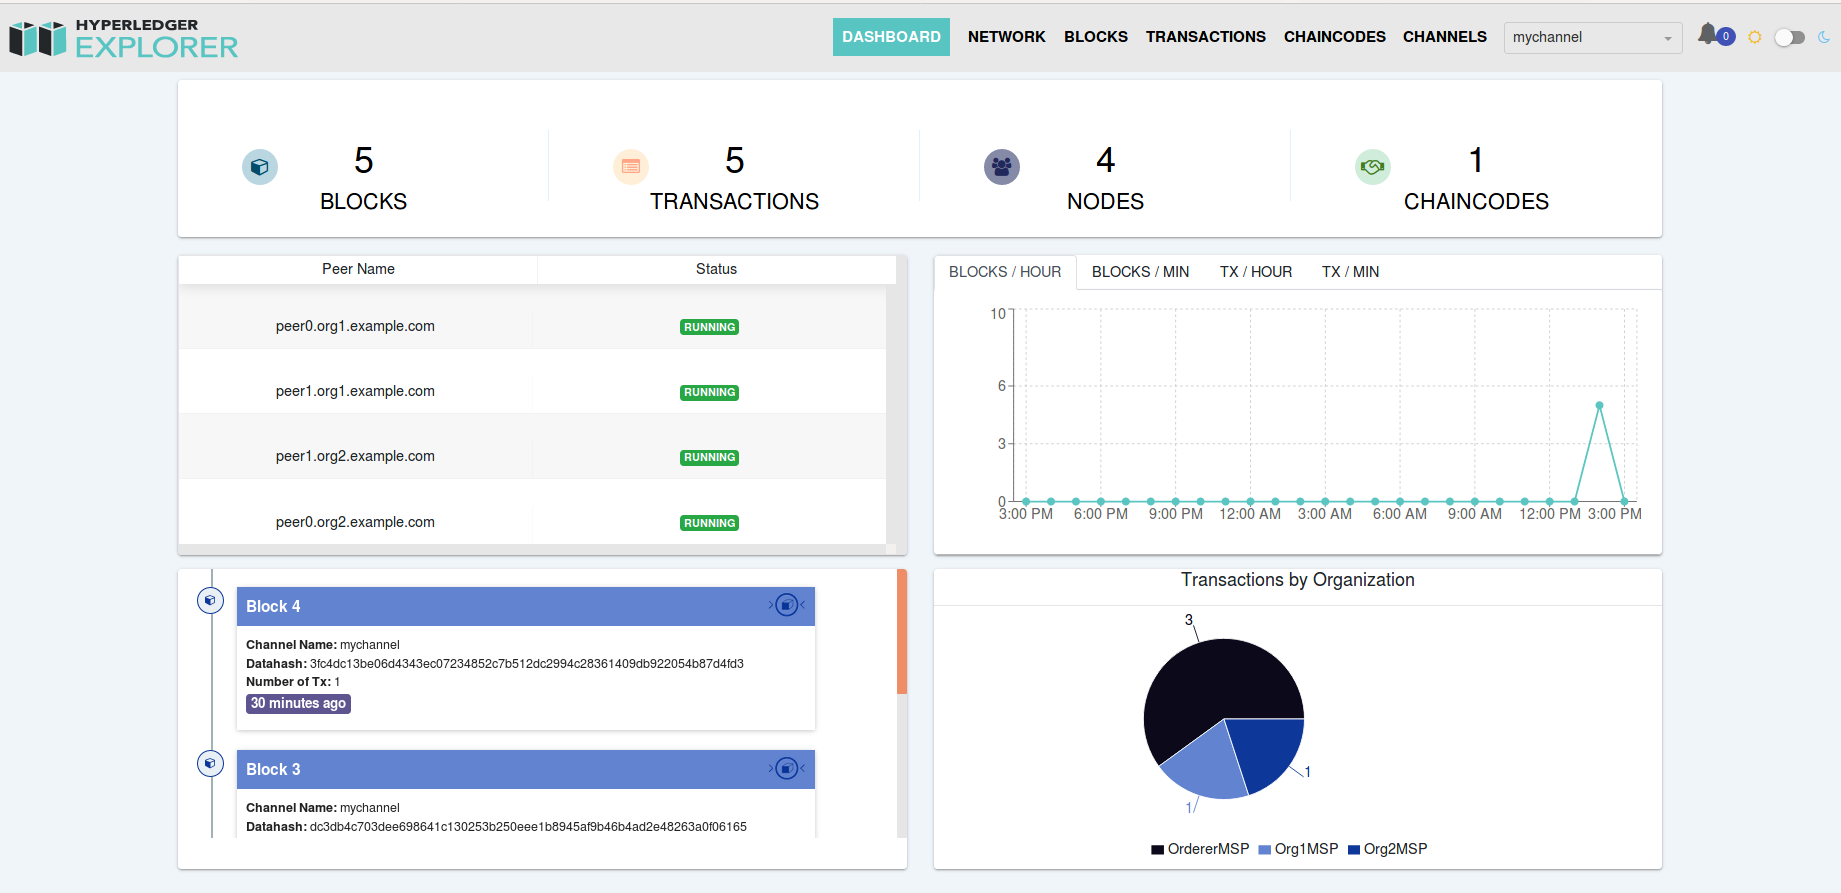 HYPERLEDGER
EXPLORER
DASHBOARD NETWORK BLOCKS TRANSACTIONS CHAINCODES CHANNELS mychannel 0
5
BLOCKS
5
TRANSACTIONS
4
NODES
1
CHAINCODES
Peer Name Status
peer0.org1.example.com RUNNING
peer1.org1.example.com RUNNING
peer1.org2.example.com RUNNING
peer0.org2.example.com RUNNING
BLOCKS / HOUR BLOCKS / MIN TX / HOUR TX / MIN
10
6
3
0
3:00 PM 6:00 PM 9:00 PM 12:00 AM 3:00 AM 6:00 AM 9:00 AM 12:00 PM 3:00 PM
Block 4
Channel Name: mychannel
Datahash: 3fc4dc13be06d4343ec07234852c7b512dc2994c28361409db922054b87d4fd3
Number of Tx: 1
30 minutes ago
Block 3
Channel Name: mychannel
Datahash: dc3db4c703dee698641c130253b250eee1b8945af9b46b4ad2e48263a0f06165
Transactions by Organization
3
1
1
OrdererMSP Org1MSP Org2MSP